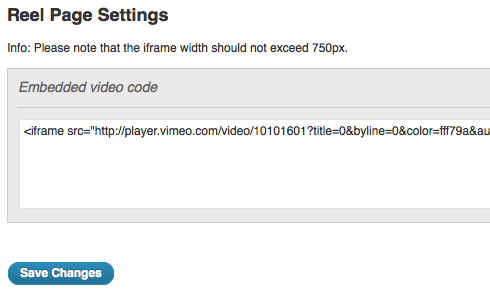 Reel Page Settings
Info: Please note that the iframe width should not exceed 750px.
Embedded video code
<iframe src="http://player.vimeo.com/video/10101601?title=0&byline=0&color=fff79a&au
Save Changes